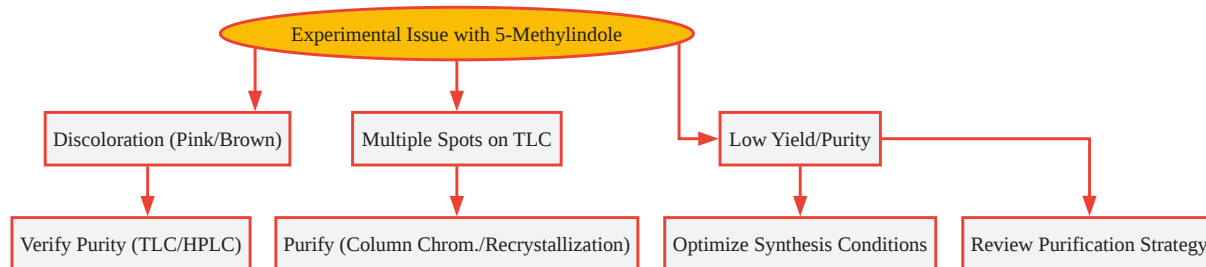 Experimental Issue with 5-Methylindole
Discoloration (Pink/Brown)
Multiple Spots on TLC
Low Yield/Purity
Verify Purity (TLC/HPLC)
Purify (Column Chrom./Recrystallization)
Optimize Synthesis Conditions
Review Purification Strategy